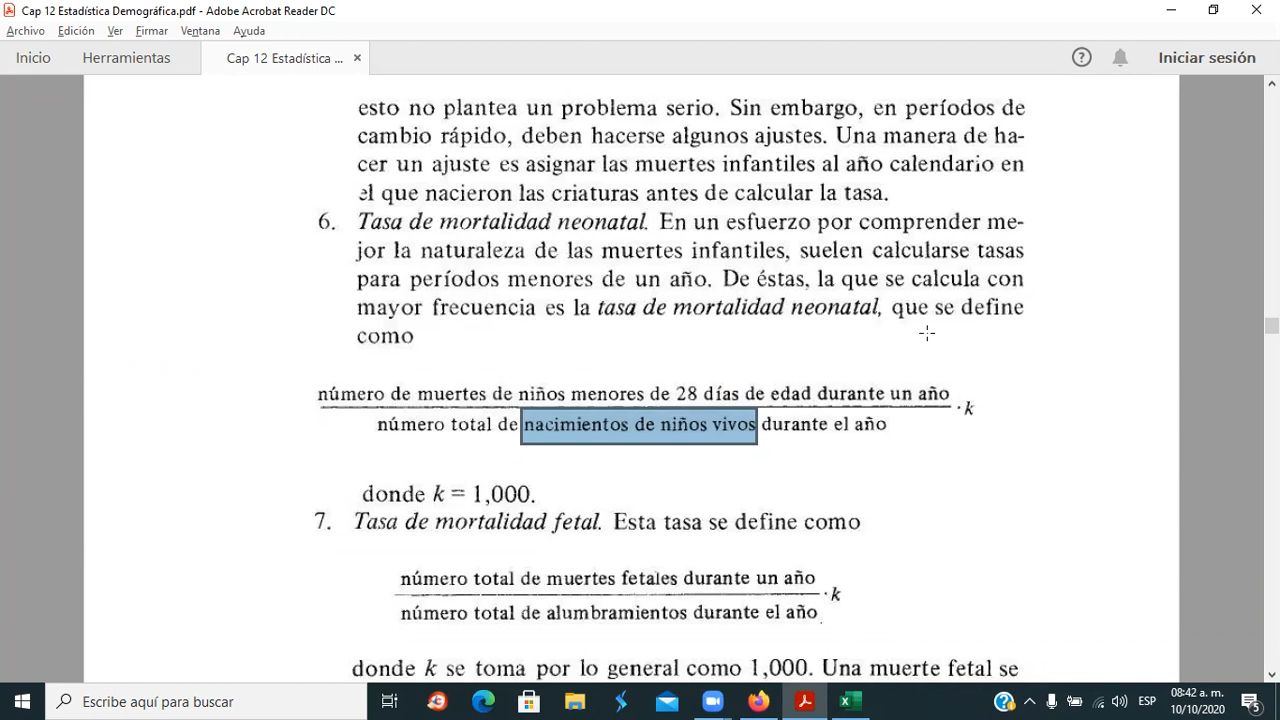 Cap 12 Estadística Demográfica.pdf - Adobe Acrobat Reader DC
Archivo Edición Ver Firmar Ventana Ayuda
Inicio Herramientas Cap 12 Estadística ... × Iniciar sesión
esto no plantea un problema serio. Sin embargo, en períodos de
cambio rápido, deben hacerse algunos ajustes. Una manera de ha-
cer un ajuste es asignar las muertes infantiles al año calendario en
el que nacieron las criaturas antes de calcular la tasa.
6. Tasa de mortalidad neonatal. En un esfuerzo por comprender me-
jor la naturaleza de las muertes infantiles, suelen calcularse tasas
para períodos menores de un año. De éstas, la que se calcula con
mayor frecuencia es la tasa de mortalidad neonatal, que se define
como
número de muertes de niños menores de 28 días de edad durante un año
· k
número total de nacimientos de niños vivos durante el año
donde k = 1,000.
7. Tasa de mortalidad fetal. Esta tasa se define como
número total de muertes fetales durante un año
· k
número total de alumbramientos durante el año
donde k se toma por lo general como 1,000. Una muerte fetal se
Escribe aquí para buscar
ESP
08:42 a. m.
10/10/2020
5